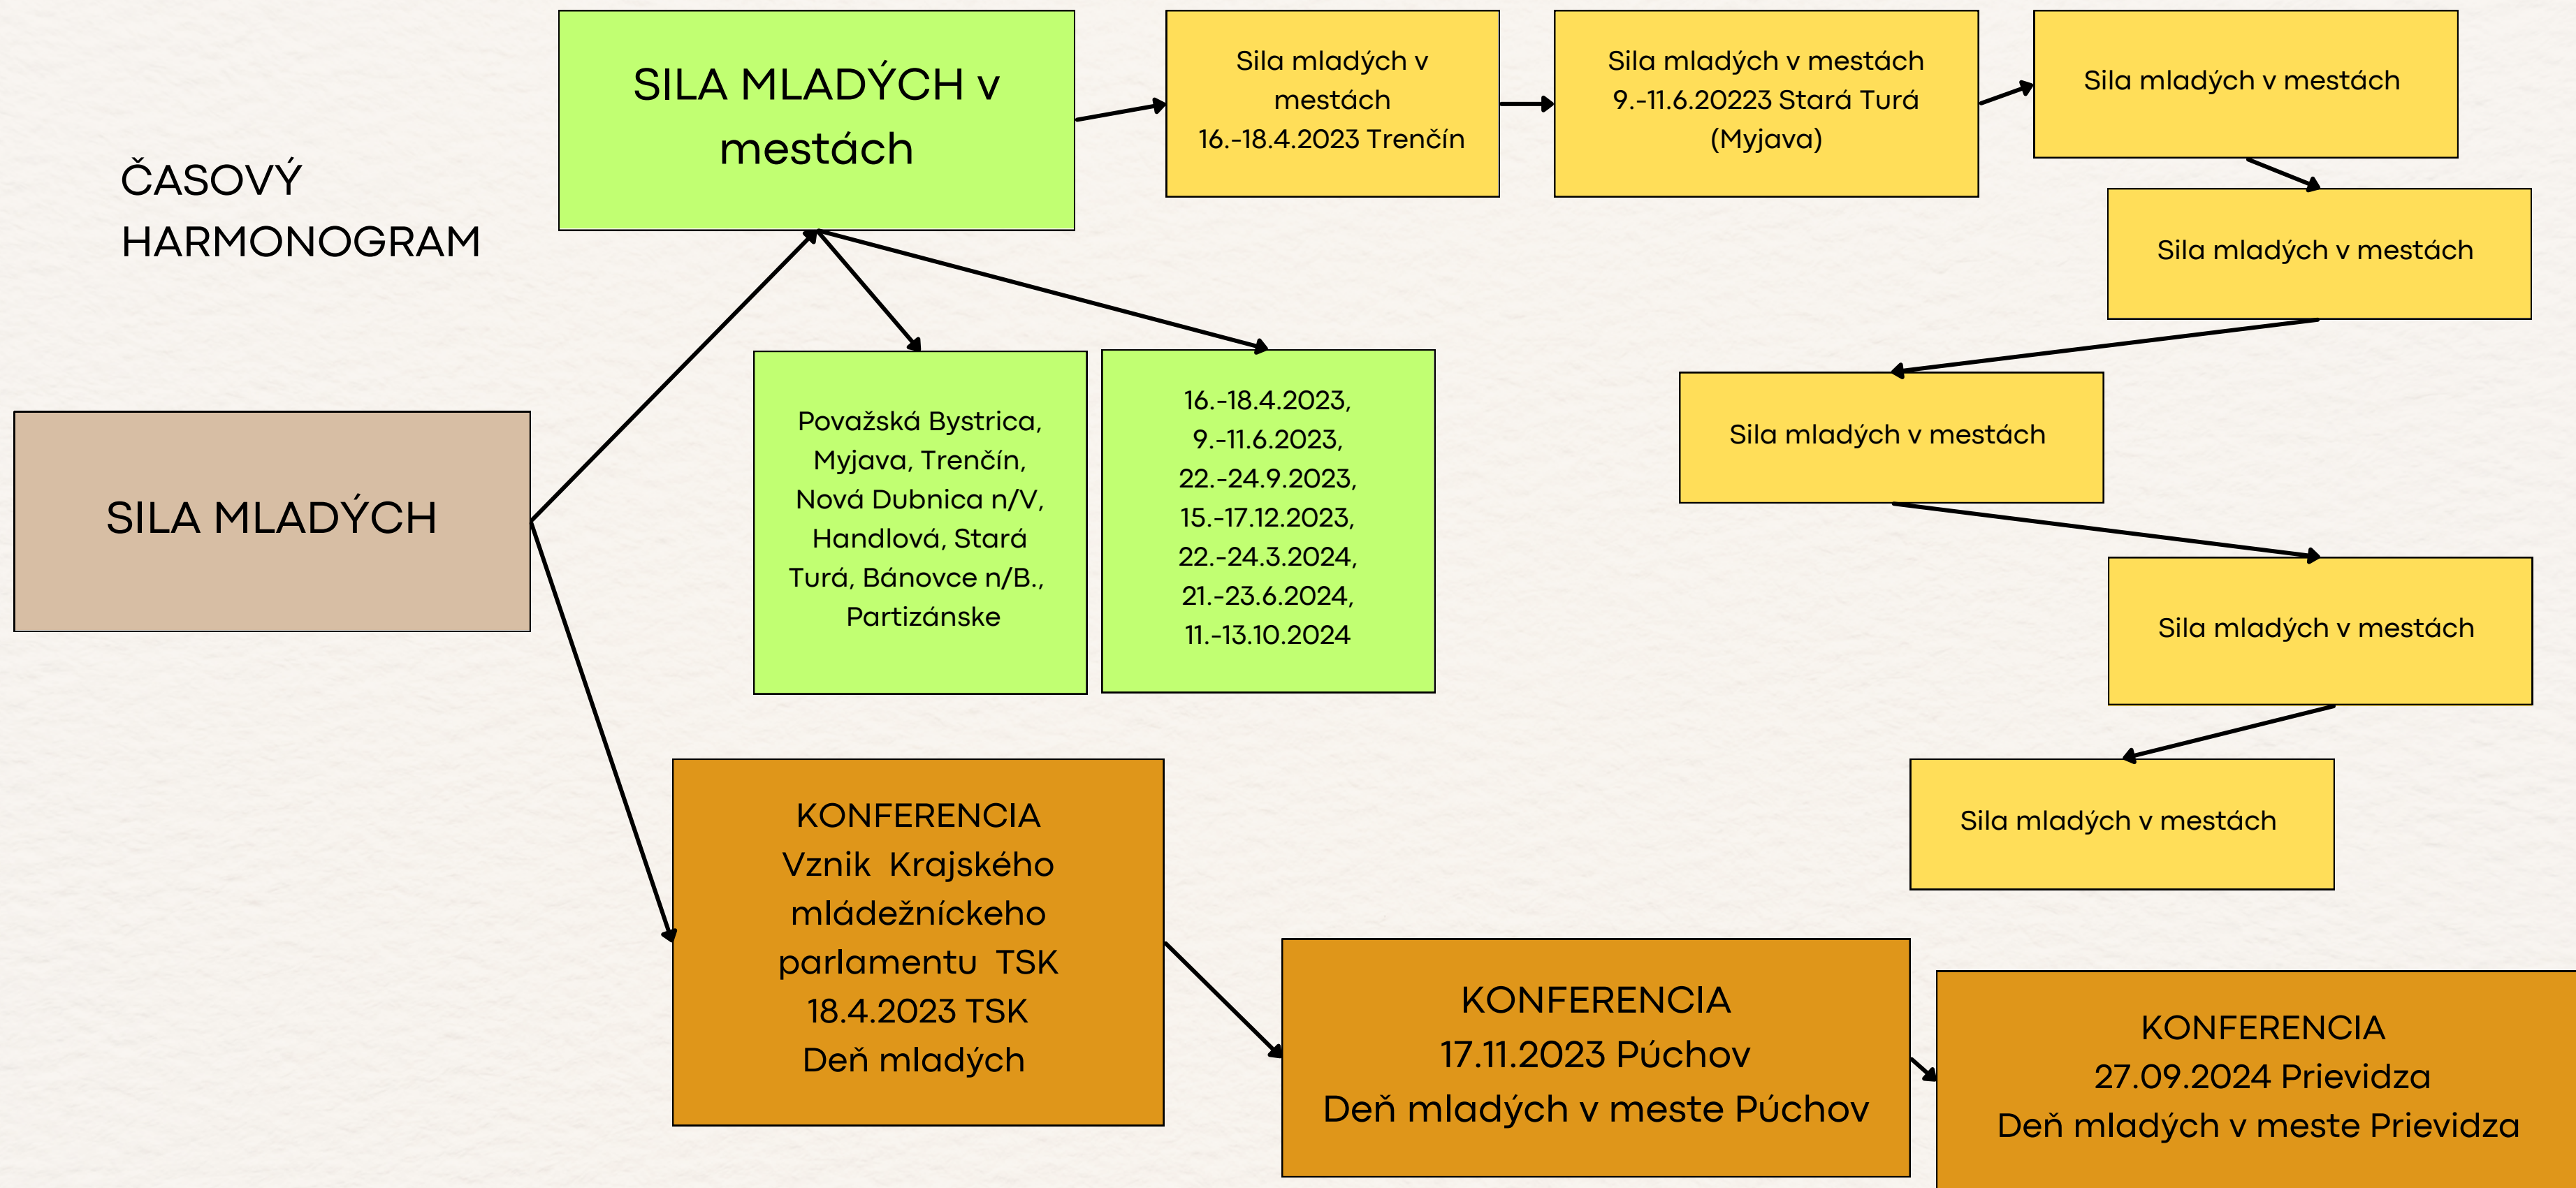 ČASOVÝ
HARMONOGRAM
SILA MLADÝCH
SILA MLADÝCH v
mestách
Sila mladých v
mestách
16.-18.4.2023 Trenčín
Sila mladých v mestách
9.-11.6.20223 Stará Turá
(Myjava)
Sila mladých v mestách
Sila mladých v mestách
Sila mladých v mestách
Sila mladých v mestách
Sila mladých v mestách
Považská Bystrica,
Myjava, Trenčín,
Nová Dubnica n/V,
Handlová, Stará
Turá, Bánovce n/B.,
Partizánske
16.-18.4.2023,
9.-11.6.2023,
22.-24.9.2023,
15.-17.12.2023,
22.-24.3.2024,
21.-23.6.2024,
11.-13.10.2024
KONFERENCIA
Vznik Krajského
mládežníckeho
parlamentu TSK
18.4.2023 TSK
Deň mladých
KONFERENCIA
17.11.2023 Púchov
Deň mladých v meste Púchov
KONFERENCIA
27.09.2024 Prievidza
Deň mladých v meste Prievidza